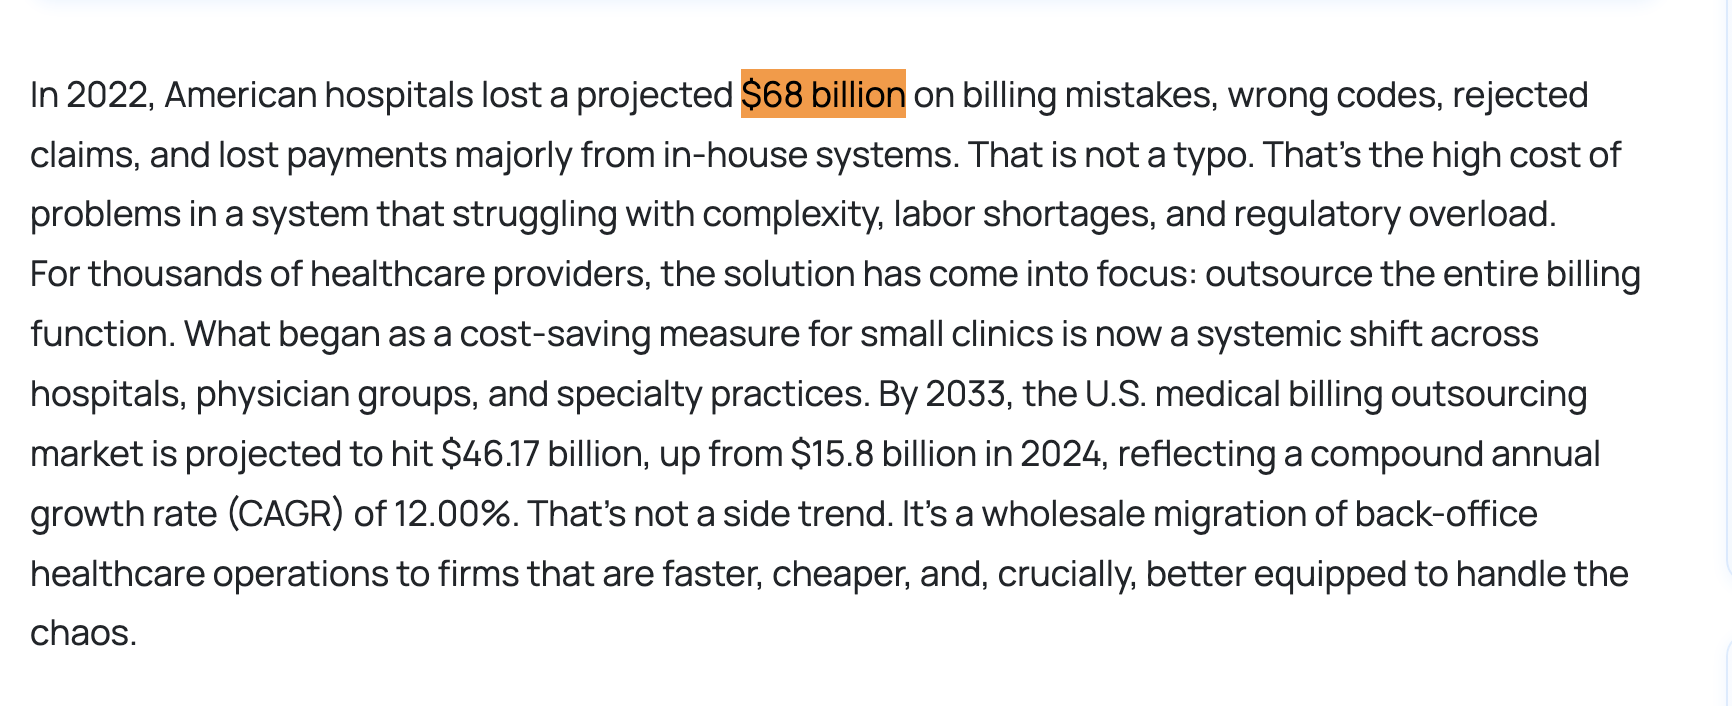 In 2022, American hospitals lost a projected $68 billion on billing mistakes, wrong codes, rejected
claims, and lost payments majorly from in-house systems. That is not a typo. That’s the high cost of
problems in a system that struggling with complexity, labor shortages, and regulatory overload.
For thousands of healthcare providers, the solution has come into focus: outsource the entire billing
function. What began as a cost-saving measure for small clinics is now a systemic shift across
hospitals, physician groups, and specialty practices. By 2033, the U.S. medical billing outsourcing
market is projected to hit $46.17 billion, up from $15.8 billion in 2024, reflecting a compound annual
growth rate (CAGR) of 12.00%. That’s not a side trend. It’s a wholesale migration of back-office
healthcare operations to firms that are faster, cheaper, and, crucially, better equipped to handle the
chaos.